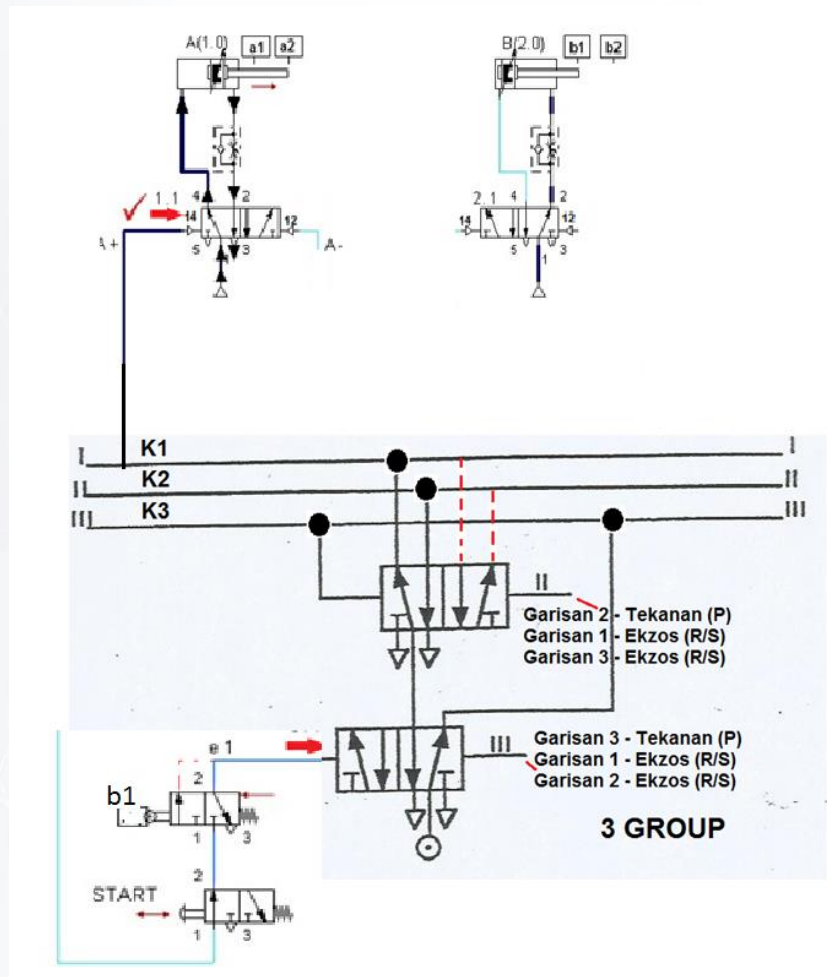 A(1.0) a1 a2
B(2.0) b1 b2
1.1 4 2
2.1 4 2
14 12
14 12
A+ 5 3 A-
5 3
1
I K1 I
II K2 II
III K3 III
II
Garisan 2 - Tekanan (P)
Garisan 1 - Ekzos (R/S)
Garisan 3 - Ekzos (R/S)
e1
III
Garisan 3 - Tekanan (P)
Garisan 1 - Ekzos (R/S)
Garisan 2 - Ekzos (R/S)
2
b1
1 3
3 GROUP
2
START
1 3